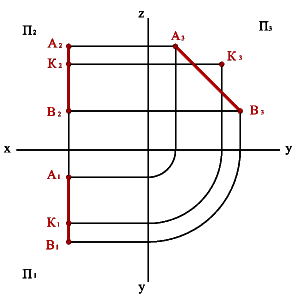 z
П₂ A₂ A₃ П₃
K₂ K₃
B₂ B₃
x y
A₁
K₁
B₁
П₁ y